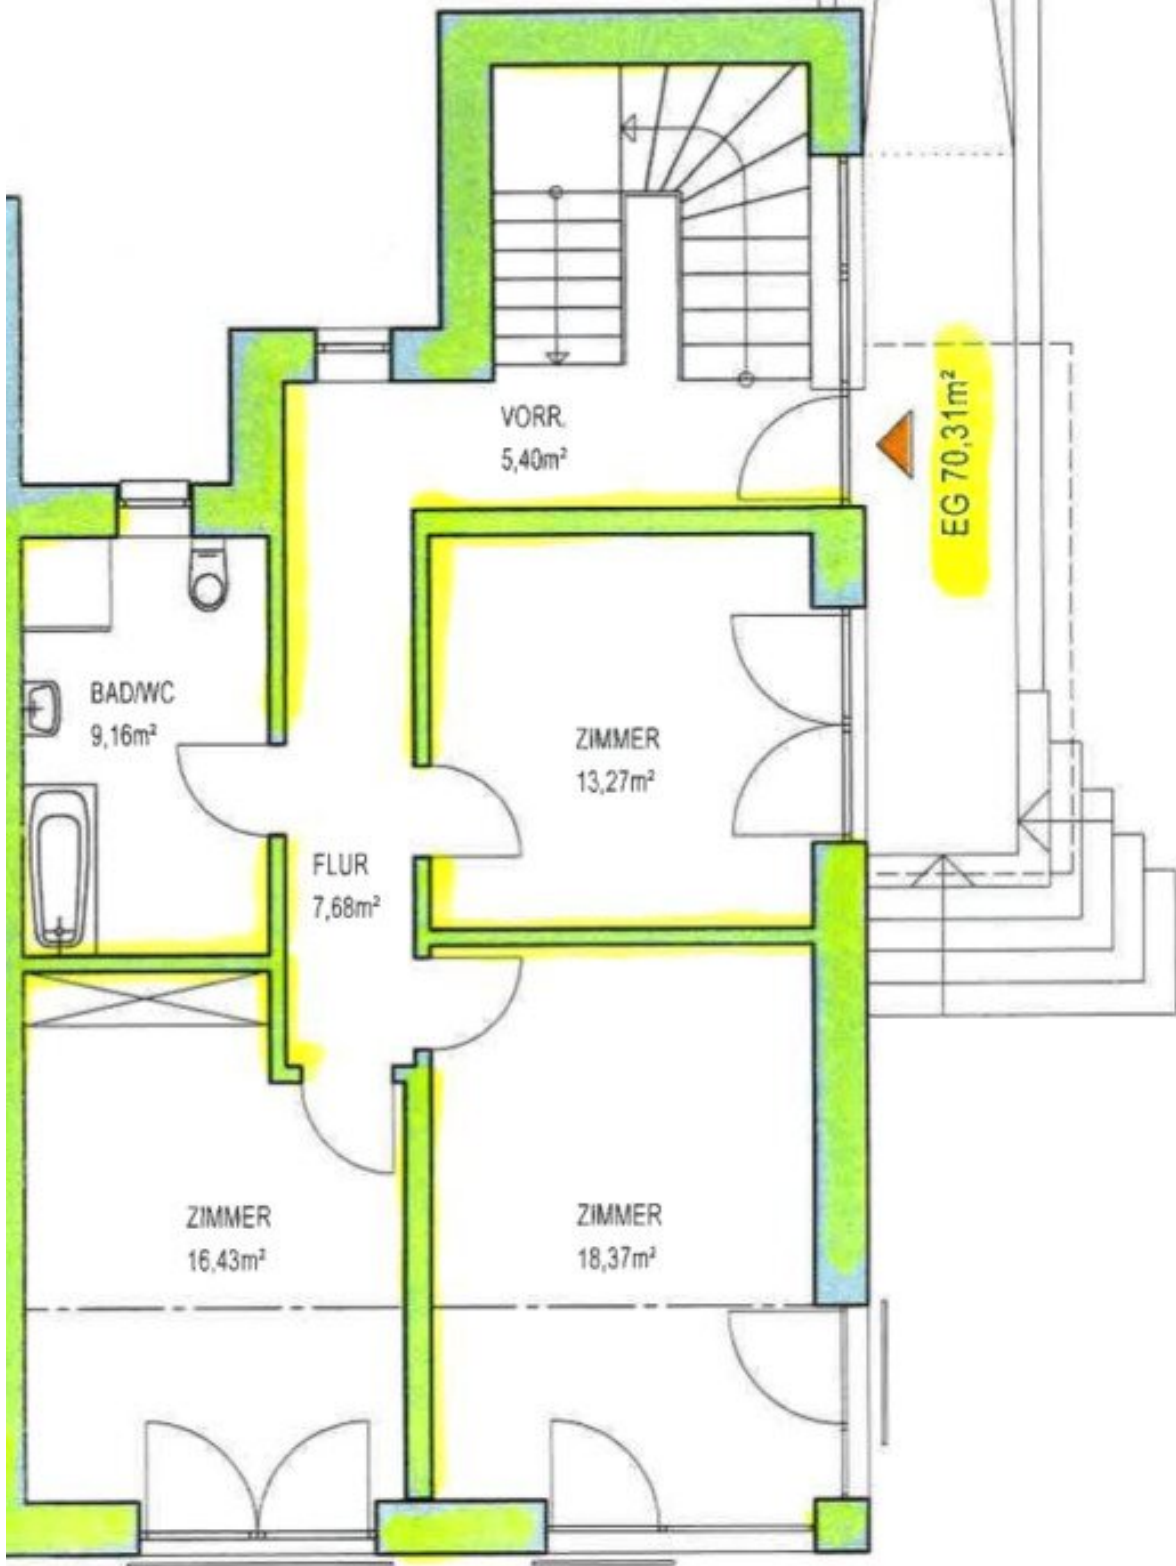 VORR.
5,40m²
EG 70,31m²
BAD/WC
9,16m²
ZIMMER
13,27m²
FLUR
7,68m²
ZIMMER
16,43m²
ZIMMER
18,37m²